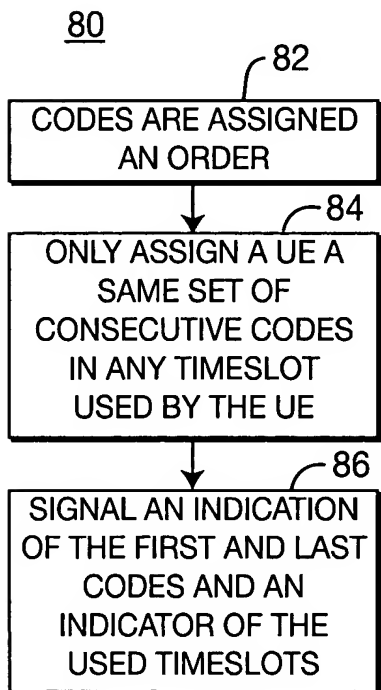 80
82
CODES ARE ASSIGNED
AN ORDER
84
ONLY ASSIGN A UE A
SAME SET OF
CONSECUTIVE CODES
IN ANY TIMESLOT
USED BY THE UE
86
SIGNAL AN INDICATION
OF THE FIRST AND LAST
CODES AND AN
INDICATOR OF THE
USED TIMESLOTS